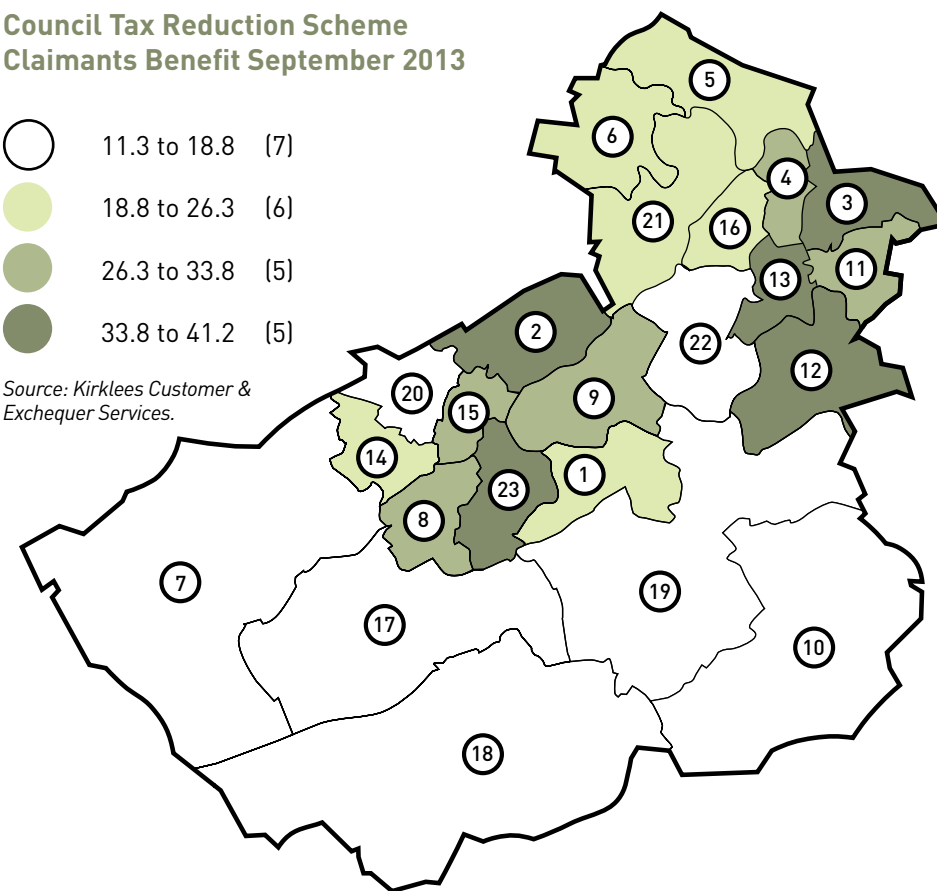 Council Tax Reduction Scheme
Claimants Benefit September 2013
11.3 to 18.8 (7)
18.8 to 26.3 (6)
26.3 to 33.8 (5)
33.8 to 41.2 (5)
Source: Kirklees Customer &
Exchequer Services.
5
6
4
3
21
16
11
13
2
22
12
20
9
15
14
1
23
8
7
19
17
10
18